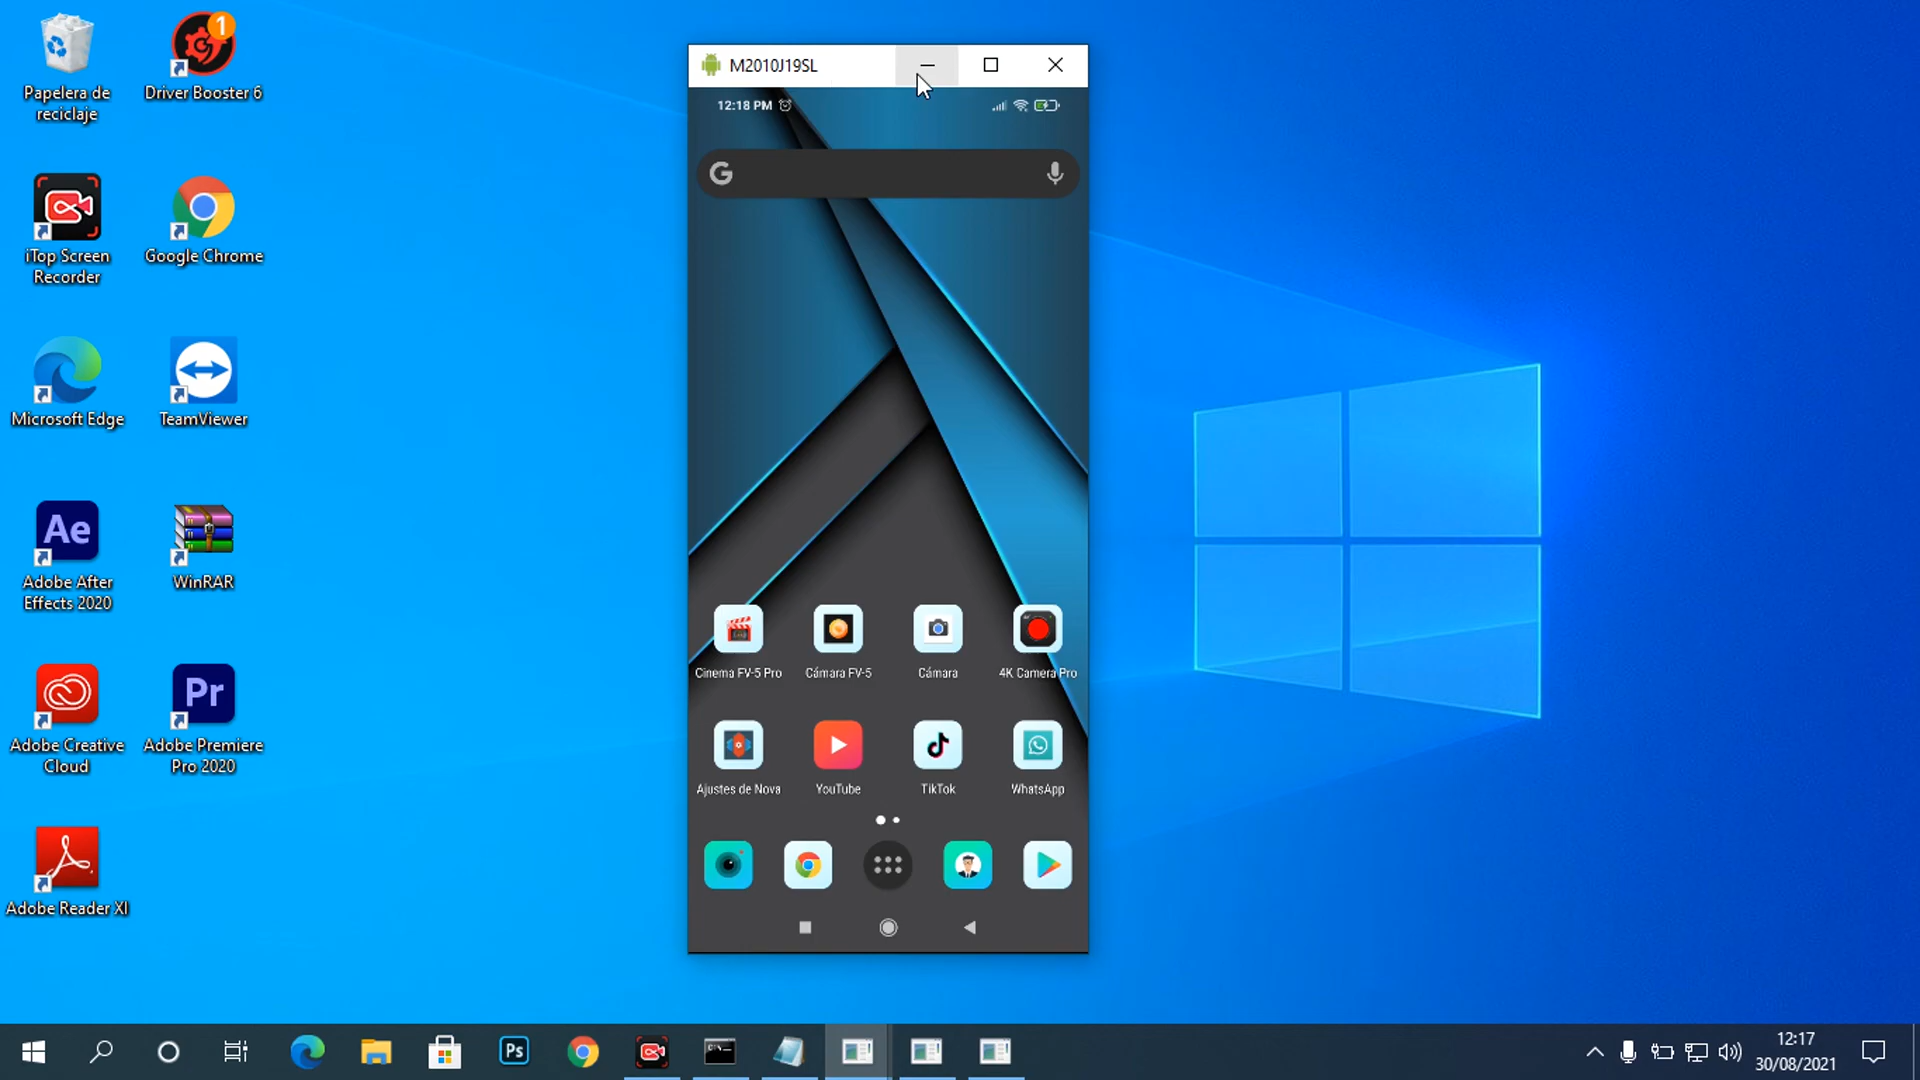 Papelera de
reciclaje
1
Driver Booster 6
iTop Screen
Recorder
Google Chrome
Microsoft Edge
TeamViewer
Ae
Adobe After
Effects 2020
WinRAR
Adobe Creative
Cloud
Pr
Adobe Premiere
Pro 2020
Adobe Reader XI
M2010J19SL
12:18 PM
G
Cinema FV-5 Pro
Cámara FV-5
Cámara
4K Camera Pro
Ajustes de Nova
YouTube
TikTok
WhatsApp
Ps
12:17
30/08/2021